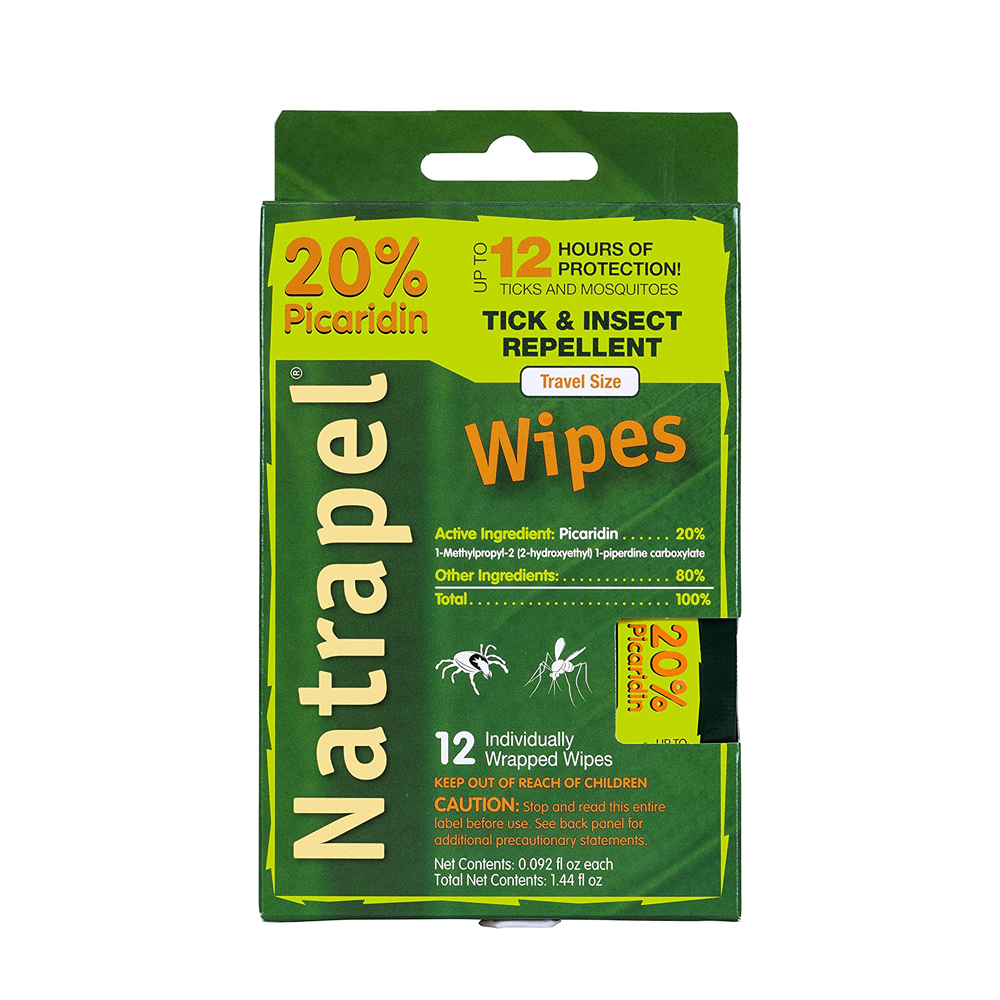 20%
Picaridin
UP TO 12 HOURS OF
PROTECTION!
TICKS AND MOSQUITOES
TICK & INSECT
REPELLENT
Travel Size
Wipes
Natrapel®
Active Ingredient: Picaridin ...... 20%
1-Methylpropyl-2 (2-hydroxyethyl) 1-piperdine carboxylate
Other Ingredients: ............. 80%
Total ........................ 100%
20%
Picaridin
UP TO
12 Individually
Wrapped Wipes
KEEP OUT OF REACH OF CHILDREN
CAUTION: Stop and read this entire
label before use. See back panel for
additional precautionary statements.
Net Contents: 0.092 fl oz each
Total Net Contents: 1.44 fl oz